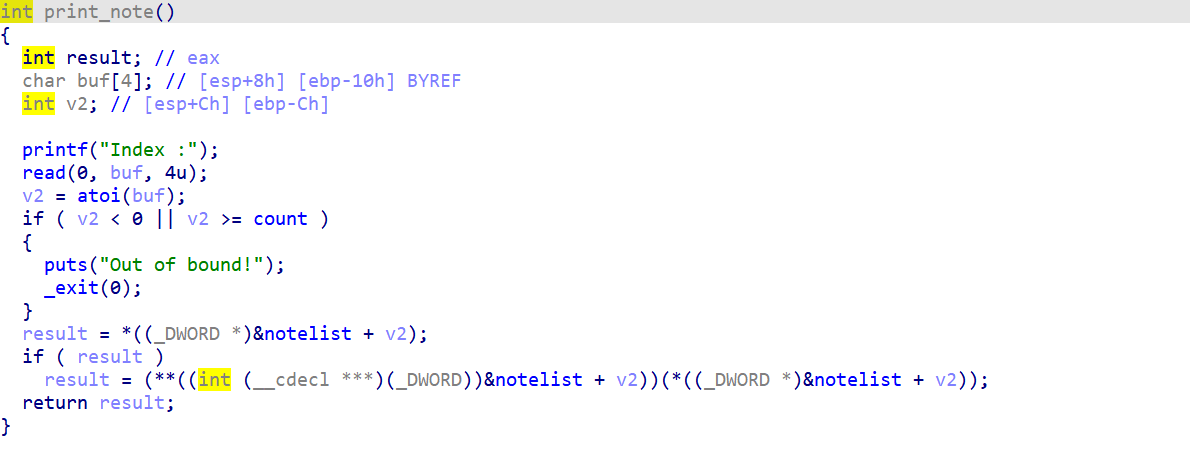 int print_note()
{
  int result; // eax
  char buf[4]; // [esp+8h] [ebp-10h] BYREF
  int v2; // [esp+Ch] [ebp-Ch]
  printf("Index :");
  read(0, buf, 4u);
  v2 = atoi(buf);
  if ( v2 < 0 || v2 >= count )
  {
    puts("Out of bound!");
    _exit(0);
  }
  result = *((_DWORD *)&notelist + v2);
  if ( result )
    result = (**((int (__cdecl ***)(_DWORD))&notelist + v2))(*((_DWORD *)&notelist + v2));
  return result;
}